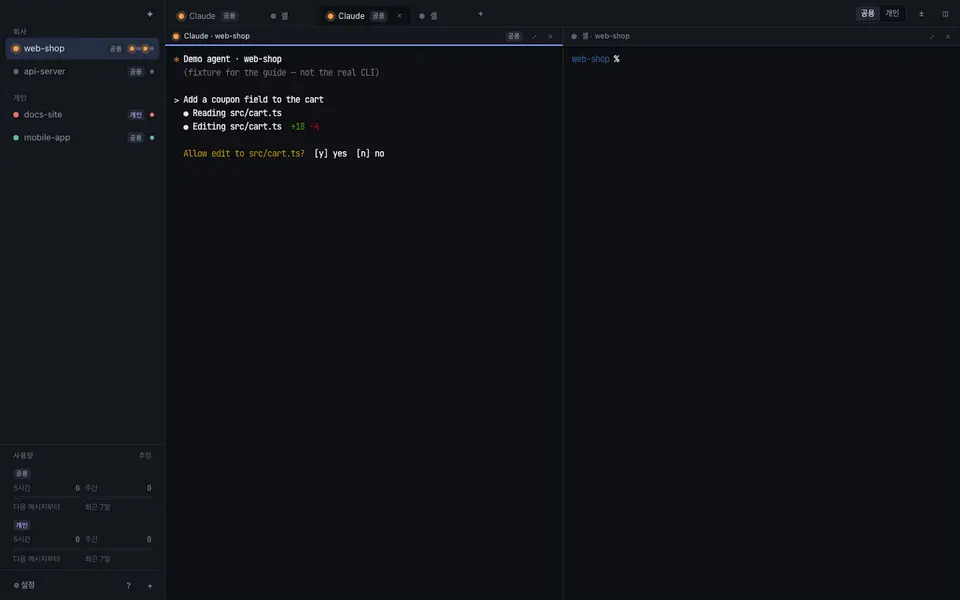 회사
web-shop 공용
api-server 공용
개인
docs-site 개인
mobile-app 공용
사용량 추정
공용
5시간 0 주간 0
다음 메시지부터 최근 7일
개인
5시간 0 주간 0
다음 메시지부터 최근 7일
설정 ? +
Claude 공용 셸 Claude 공용 × 셸 +
공용 개인
Claude · web-shop 공용
* Demo agent · web-shop
(fixture for the guide — not the real CLI)
> Add a coupon field to the cart
● Reading src/cart.ts
● Editing src/cart.ts +18 -4
Allow edit to src/cart.ts? [y] yes [n] no
셸 · web-shop
web-shop %